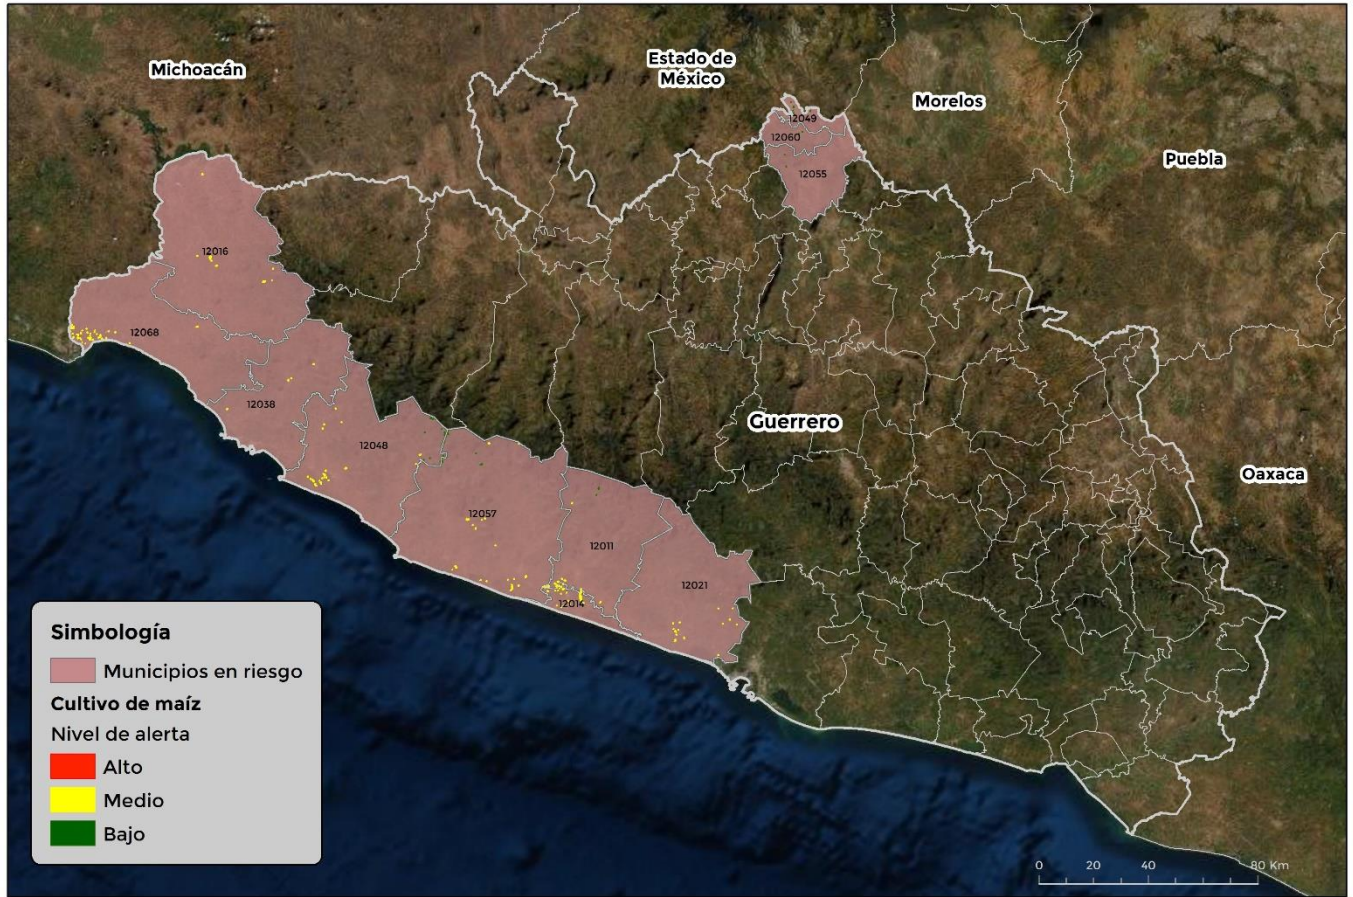 Michoacán
Estado de
México
Morelos
Puebla
12049
12060
12055
12016
12068
12038
12048
Guerrero
Oaxaca
12057
12011
12021
12014
Simbología
Municipios en riesgo
Cultivo de maíz
Nivel de alerta
Alto
Medio
Bajo
0 20 40 80 Km